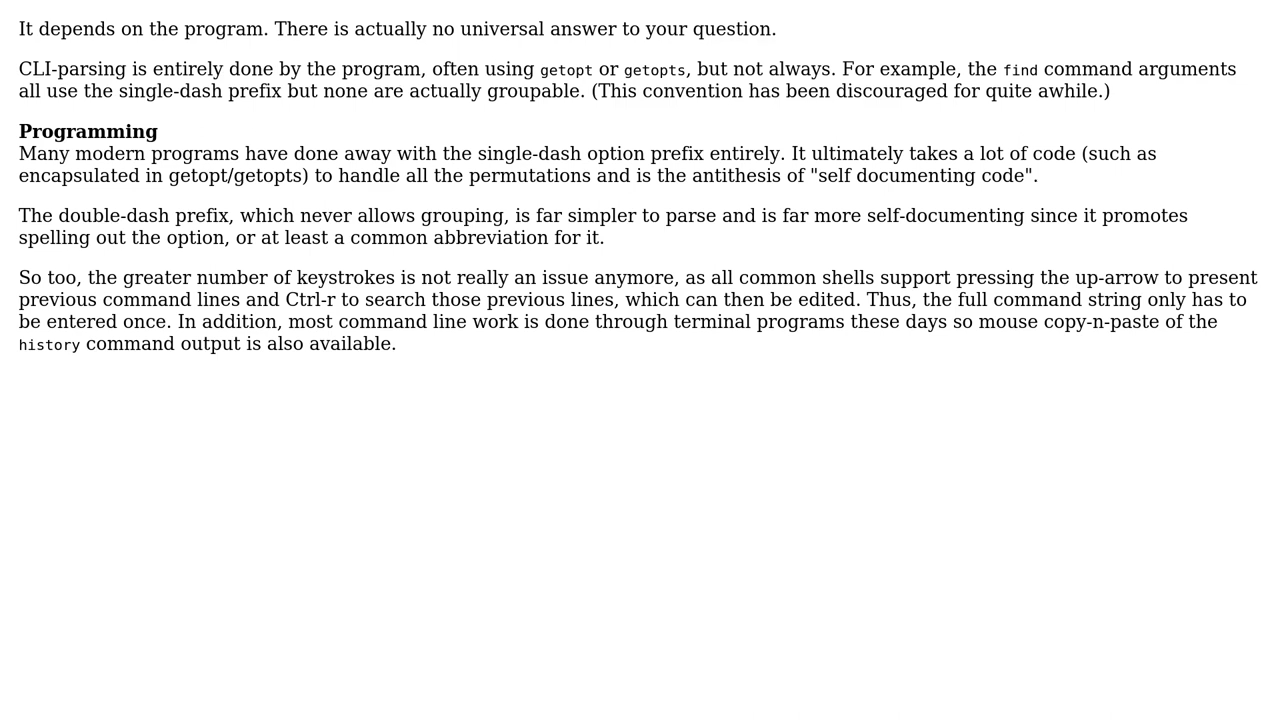 It depends on the program. There is actually no universal answer to your question.
CLI-parsing is entirely done by the program, often using getopt or getopts, but not always. For example, the find command arguments
all use the single-dash prefix but none are actually groupable. (This convention has been discouraged for quite awhile.)
Programming
Many modern programs have done away with the single-dash option prefix entirely. It ultimately takes a lot of code (such as
encapsulated in getopt/getopts) to handle all the permutations and is the antithesis of "self documenting code".
The double-dash prefix, which never allows grouping, is far simpler to parse and is far more self-documenting since it promotes
spelling out the option, or at least a common abbreviation for it.
So too, the greater number of keystrokes is not really an issue anymore, as all common shells support pressing the up-arrow to present
previous command lines and Ctrl-r to search those previous lines, which can then be edited. Thus, the full command string only has to
be entered once. In addition, most command line work is done through terminal programs these days so mouse copy-n-paste of the
history command output is also available.